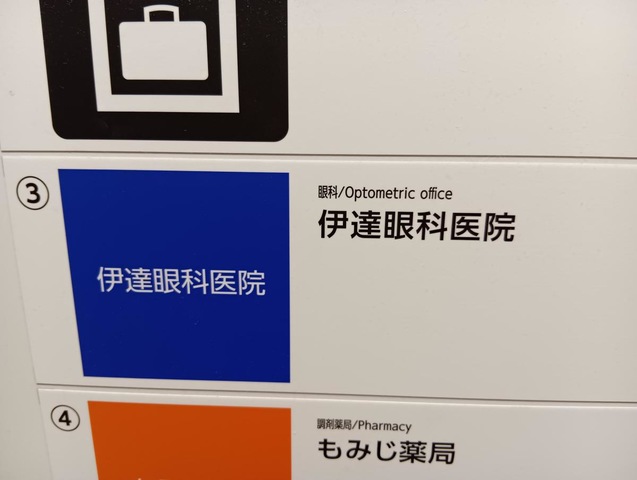 ③
伊達眼科医院
眼科/Optometric office
伊達眼科医院
④
調剤薬局/Pharmacy
もみじ薬局